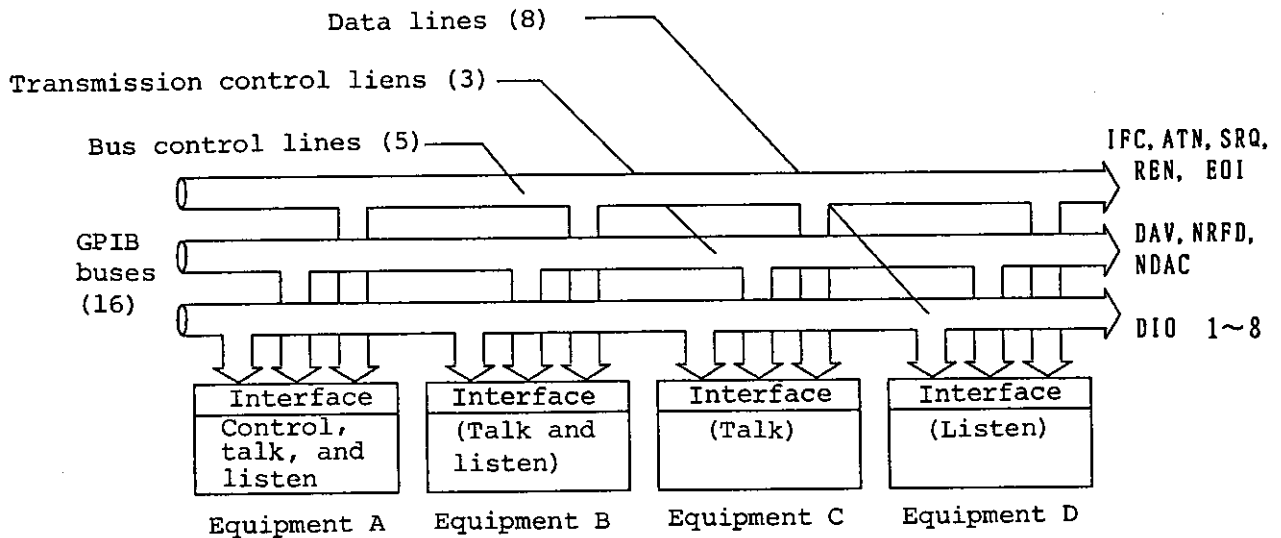 Data lines (8)
Transmission control liens (3)
Bus control lines (5)
IFC, ATN, SRQ,
REN, EOI
GPIB
buses
(16)
DAV, NRFD,
NDAC
DIO 1~8
Interface
Control,
talk, and
listen
Equipment A
Interface
(Talk and
listen)
Equipment B
Interface
(Talk)
Equipment C
Interface
(Listen)
Equipment D